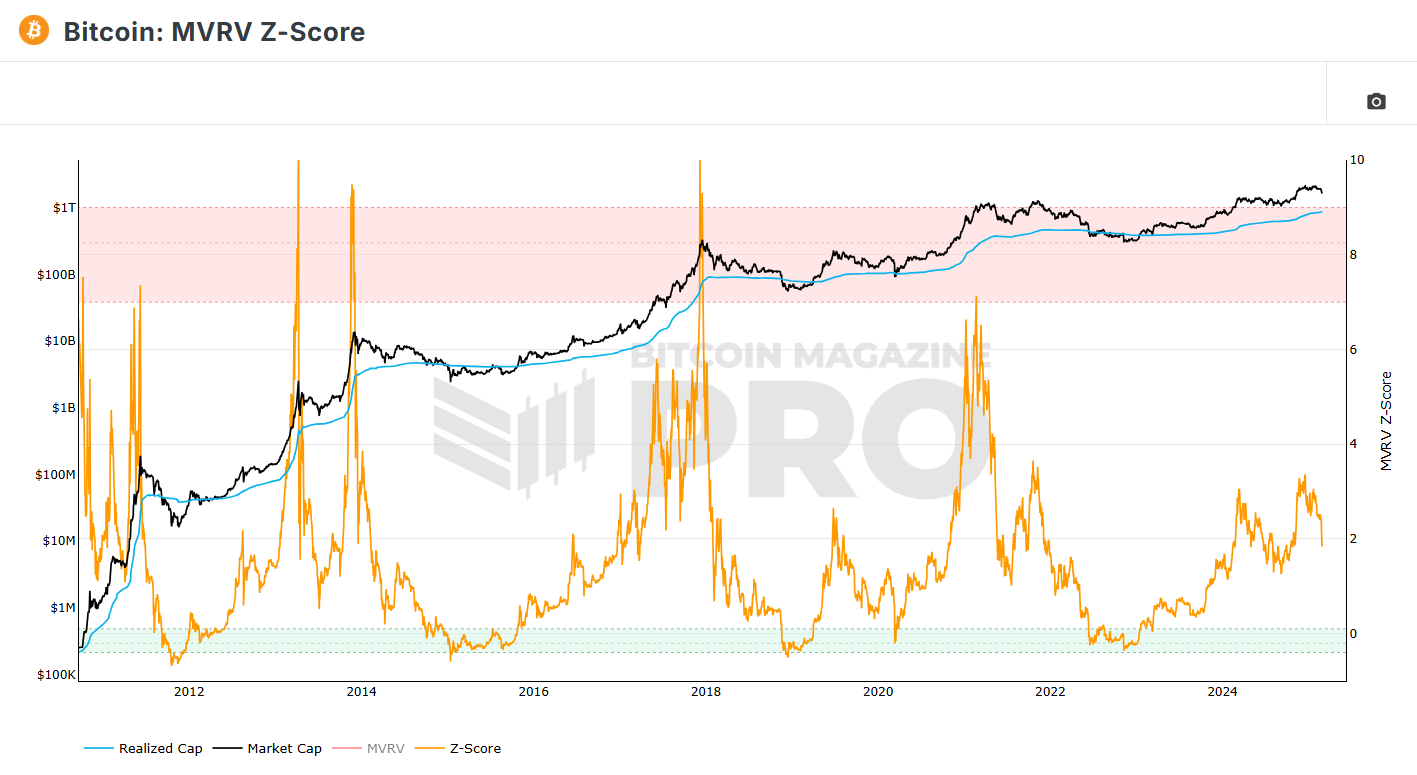 Bitcoin: MVRV Z-Score
10
$1T
8
$100B
$10B
6
BITCOIN MAGAZINE
PRO
$1B
MVRV Z-Score
4
$100M
$10M
2
$1M
0
$100K
2012 2014 2016 2018 2020 2022 2024
Realized Cap Market Cap MVRV Z-Score